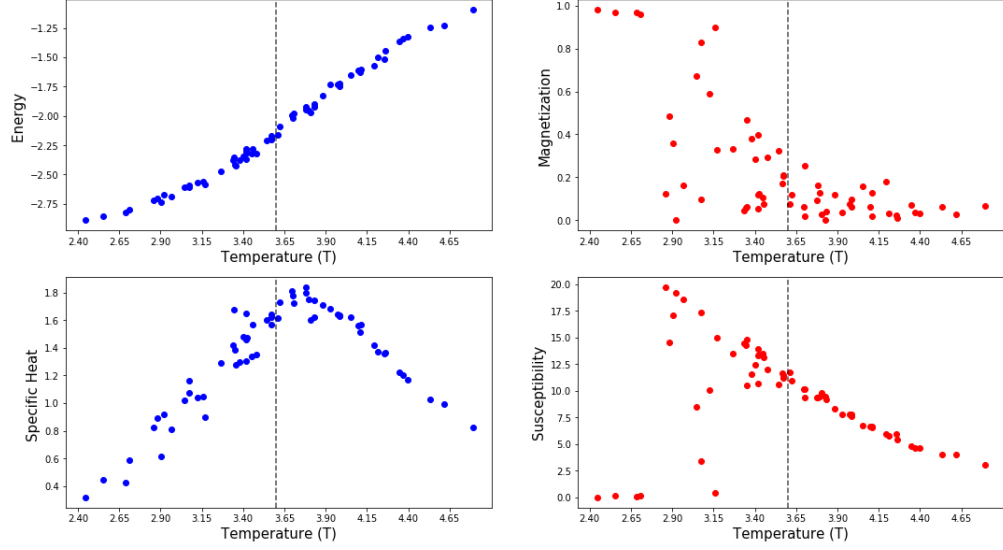 Energy
−1.25
−1.50
−1.75
−2.00
−2.25
−2.50
−2.75
2.40 2.65 2.90 3.15 3.40 3.65 3.90 4.15 4.40 4.65
Temperature (T)
Magnetization
1.0
0.8
0.6
0.4
0.2
0.0
2.40 2.65 2.90 3.15 3.40 3.65 3.90 4.15 4.40 4.65
Temperature (T)
Specific Heat
1.8
1.6
1.4
1.2
1.0
0.8
0.6
0.4
2.40 2.65 2.90 3.15 3.40 3.65 3.90 4.15 4.40 4.65
Temperature (T)
Susceptibility
20.0
17.5
15.0
12.5
10.0
7.5
5.0
2.5
0.0
2.40 2.65 2.90 3.15 3.40 3.65 3.90 4.15 4.40 4.65
Temperature (T)